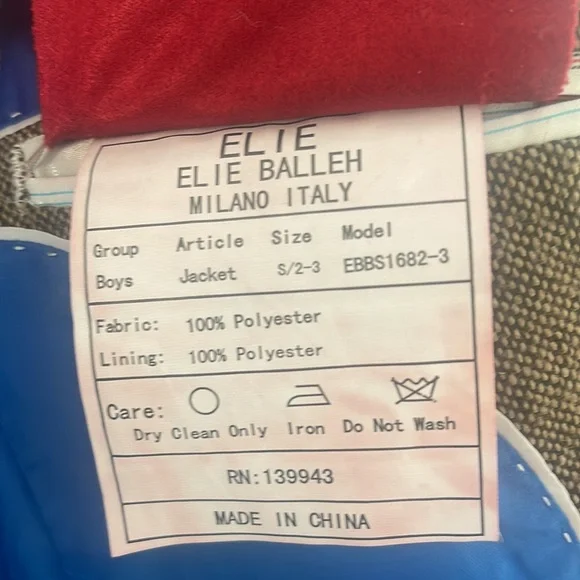 ELIE
ELIE BALLEH
MILANO ITALY
Group Article Size Model
Boys Jacket S/2-3 EBBS1682-3
Fabric: 100% Polyester
Lining: 100% Polyester
Care:
Dry Clean Only Iron Do Not Wash
RN:139943
MADE IN CHINA